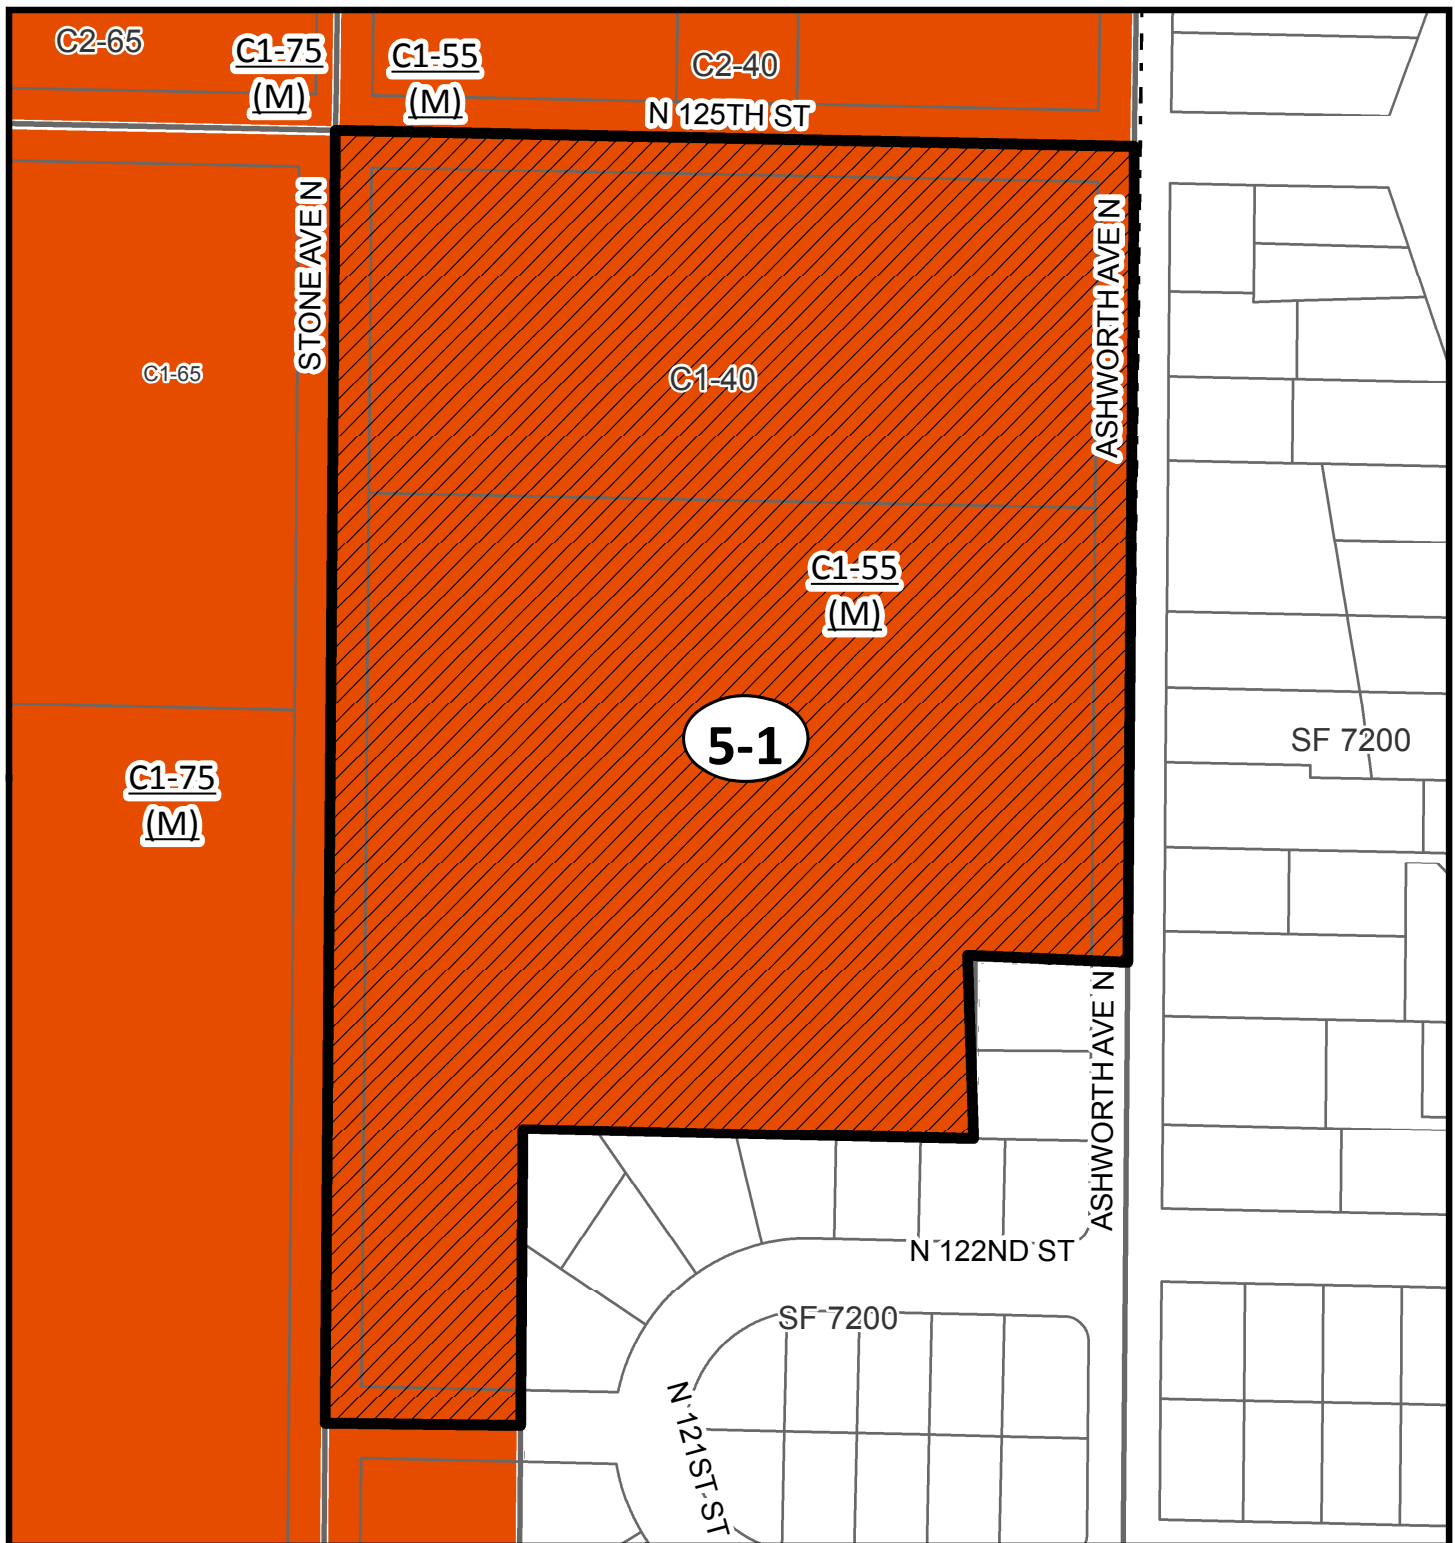 C2-65
C1-75
(M)
C1-55
(M)
C2-40
N 125TH ST
STONE AVE N
ASHWORTH AVE N
C1-65
C1-40
C1-55
(M)
5-1
SF 7200
C1-75
(M)
ASHWORTH AVE N
N 122ND ST
SF 7200
N 121ST ST